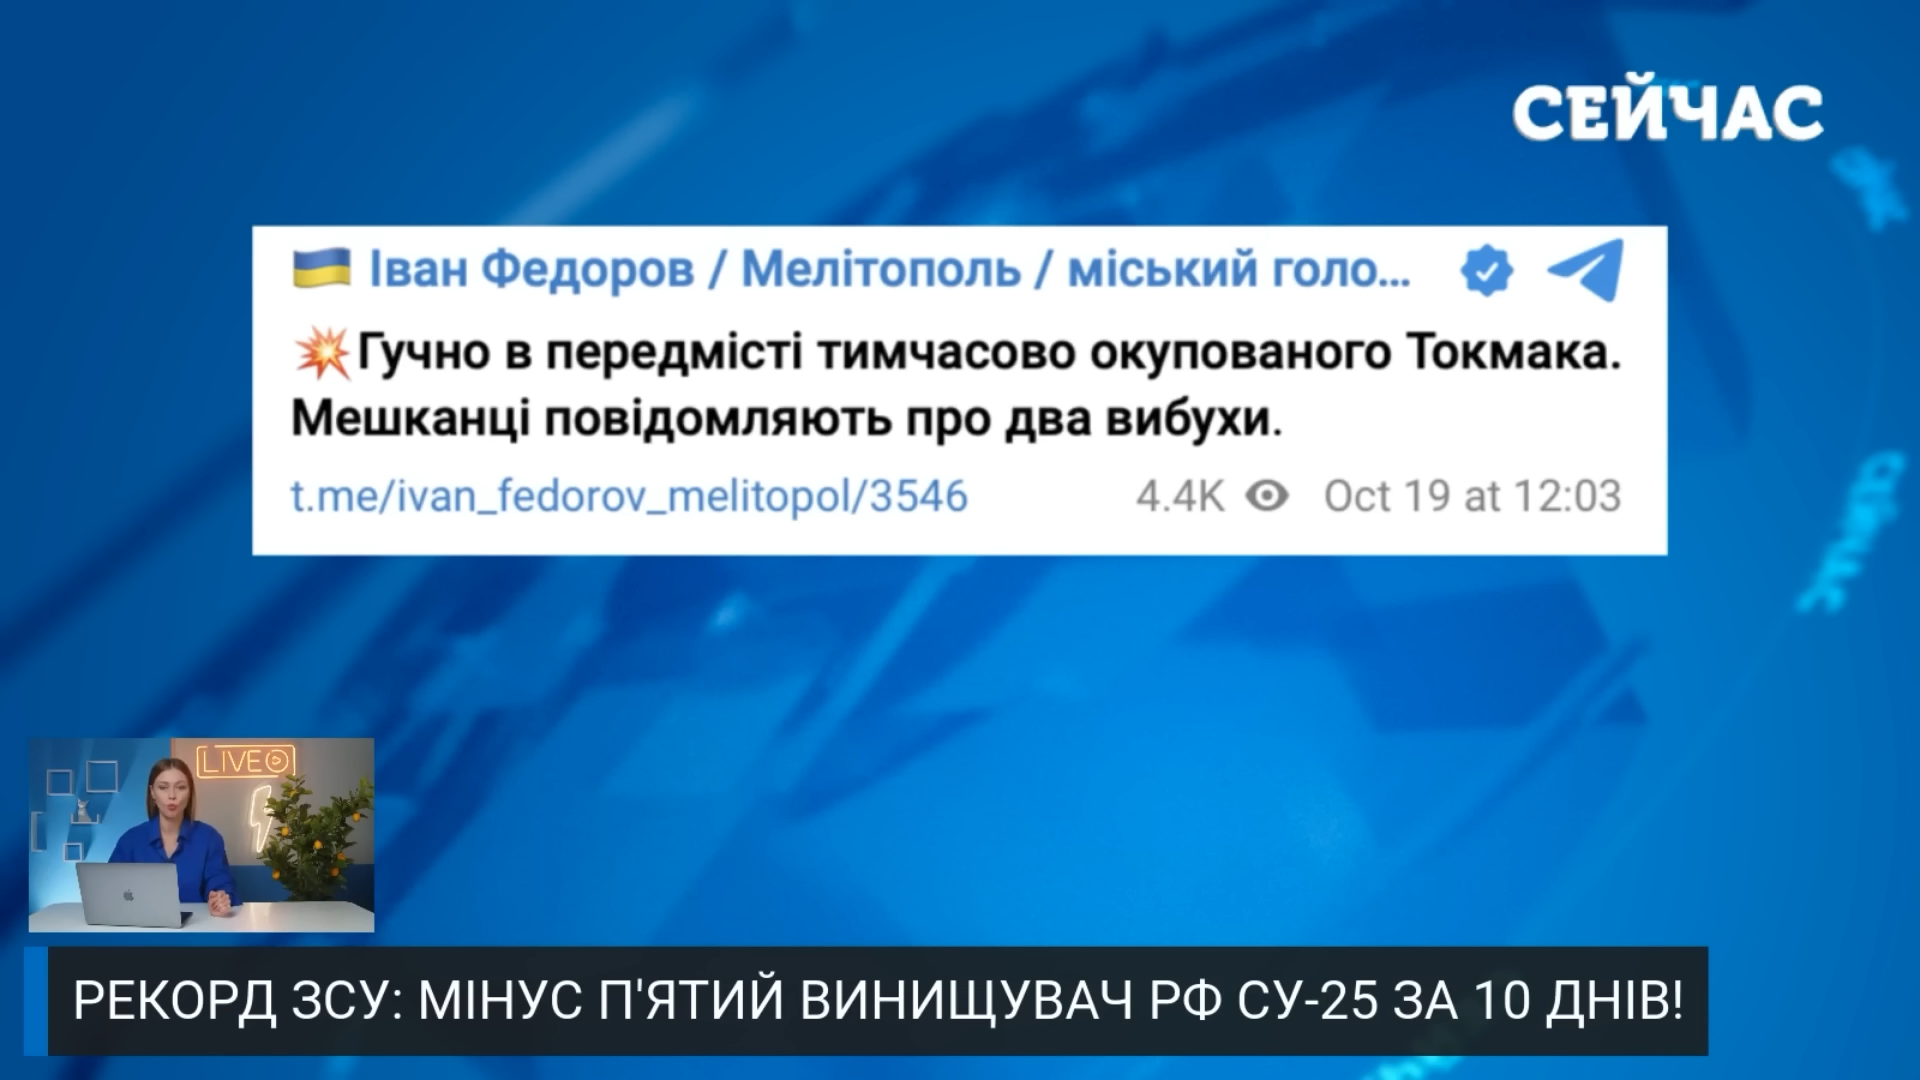 СЕЙЧАС
Іван Федоров / Мелітополь / міський голо...
💥Гучно в передмісті тимчасово окупованого Токмака.
Мешканці повідомляють про два вибухи.
t.me/ivan_fedorov_melitopol/3546 4.4K Oct 19 at 12:03
LIVE
РЕКОРД ЗСУ: МІНУС П'ЯТИЙ ВИНИЩУВАЧ РФ СУ-25 ЗА 10 ДНІВ!